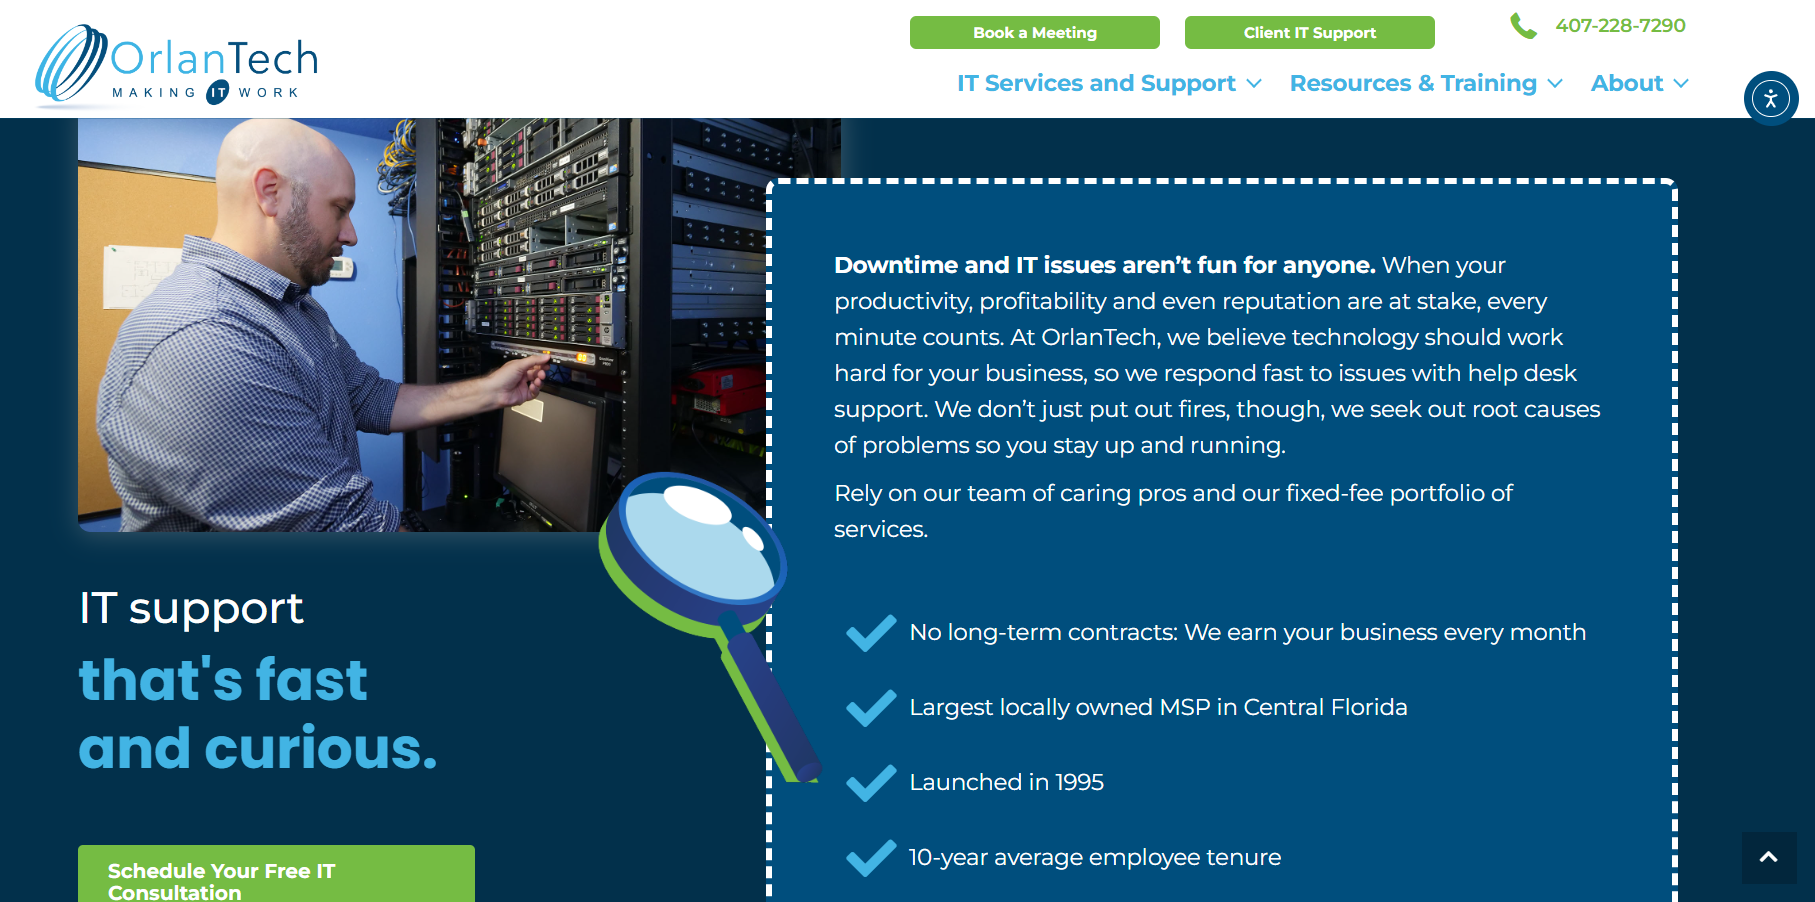 OrlanTech
MAKING IT WORK
Book a Meeting
Client IT Support
407-228-7290
IT Services and Support
Resources & Training
About
Downtime and IT issues aren’t fun for anyone. When your
productivity, profitability and even reputation are at stake, every
minute counts. At OrlanTech, we believe technology should work
hard for your business, so we respond fast to issues with help desk
support. We don’t just put out fires, though, we seek out root causes
of problems so you stay up and running.
Rely on our team of caring pros and our fixed-fee portfolio of
services.
IT support
that's fast
and curious.
Schedule Your Free IT
Consultation
No long-term contracts: We earn your business every month
Largest locally owned MSP in Central Florida
Launched in 1995
10-year average employee tenure